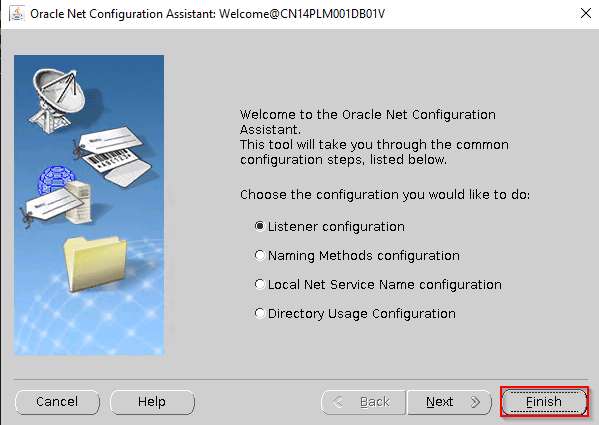 Oracle Net Configuration Assistant: Welcome@CN14PLM001DB01V
Welcome to the Oracle Net Configuration
Assistant.
This tool will take you through the common
configuration steps, listed below.
Choose the configuration you would like to do:
Listener configuration
Naming Methods configuration
Local Net Service Name configuration
Directory Usage Configuration
Cancel
Help
Back
Next
Finish